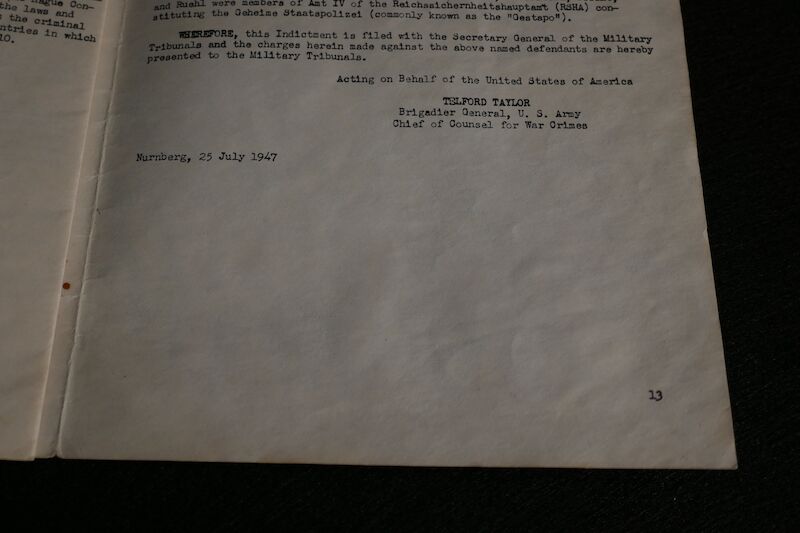 ague Con-
the laws and
the criminal
ntries in which
10.
and Ruehl were members of Amt IV of the Reichssicherheitshauptamt (RSHA) con-
stituting the Geheime Staatspolizei (commonly known as the "Gestapo").
WHEREFORE, this Indictment is filed with the Secretary General of the Military
Tribunals and the charges herein made against the above named defendants are hereby
presented to the Military Tribunals.
Acting on Behalf of the United States of America
TELFORD TAYLOR
Brigadier General, U. S. Army
Chief of Counsel for War Crimes
Nurnberg, 25 July 1947
13